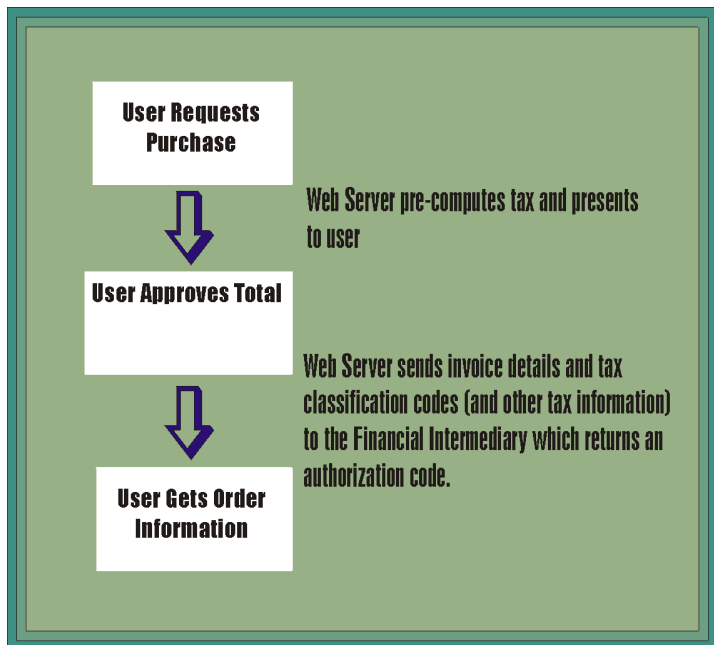 User Requests
Purchase
Web Server pre-computes tax and presents
to user
User Approves Total
Web Server sends invoice details and tax
classification codes (and other tax information)
to the Financial Intermediary which returns an
authorization code.
User Gets Order
Information